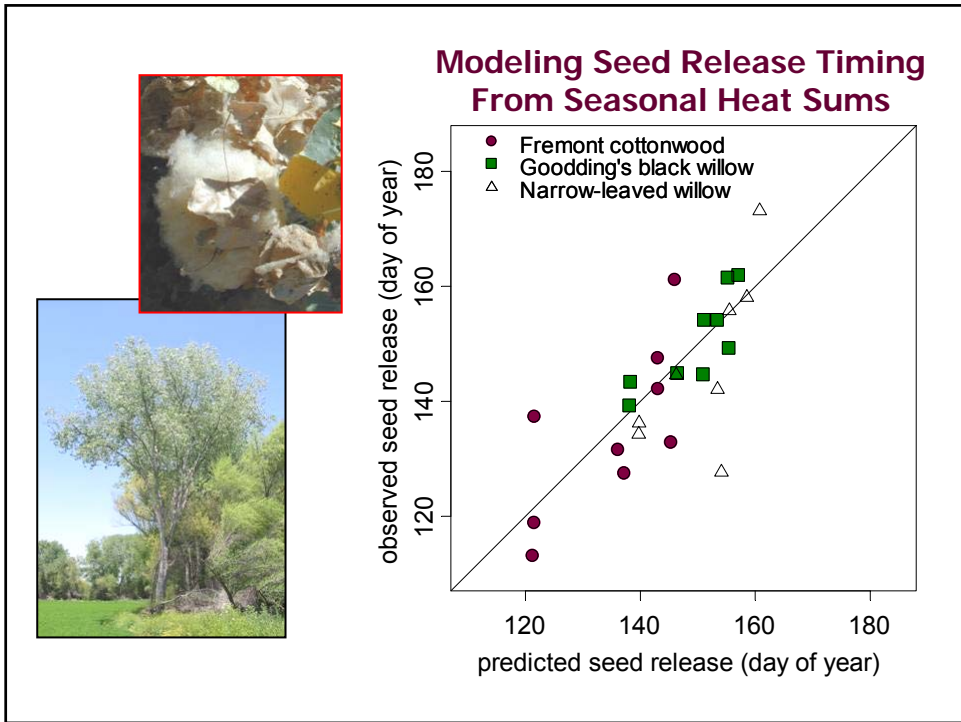 Modeling Seed Release Timing
From Seasonal Heat Sums
Fremont cottonwood
Goodding's black willow
Narrow-leaved willow
observed seed release (day of year)
180
160
140
120
120 140 160 180
predicted seed release (day of year)